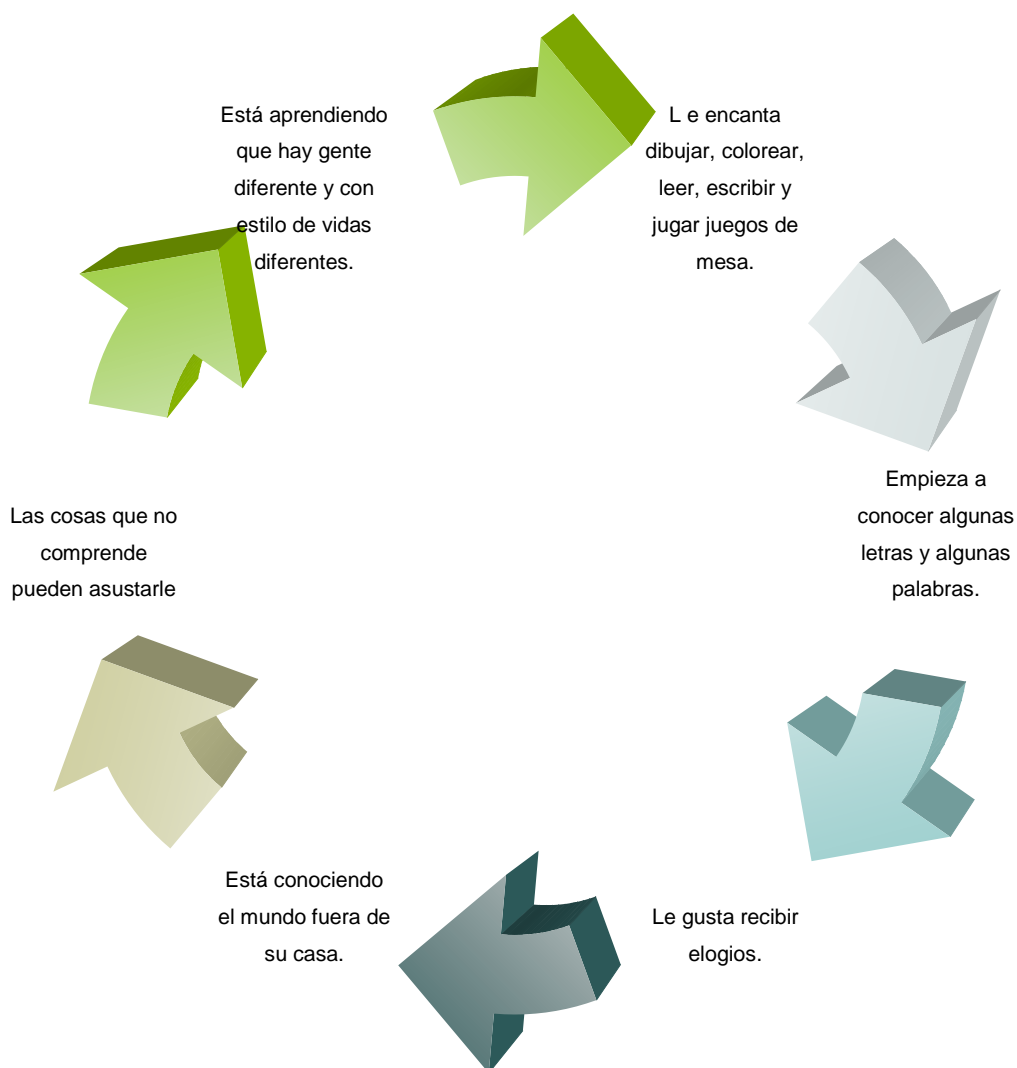 Está aprendiendo
que hay gente
diferente y con
estilo de vidas
diferentes.
L e encanta
dibujar, colorear,
leer, escribir y
jugar juegos de
mesa.
Empieza a
conocer algunas
letras y algunas
palabras.
Le gusta recibir
elogios.
Está conociendo
el mundo fuera de
su casa.
Las cosas que no
comprende
pueden asustarle